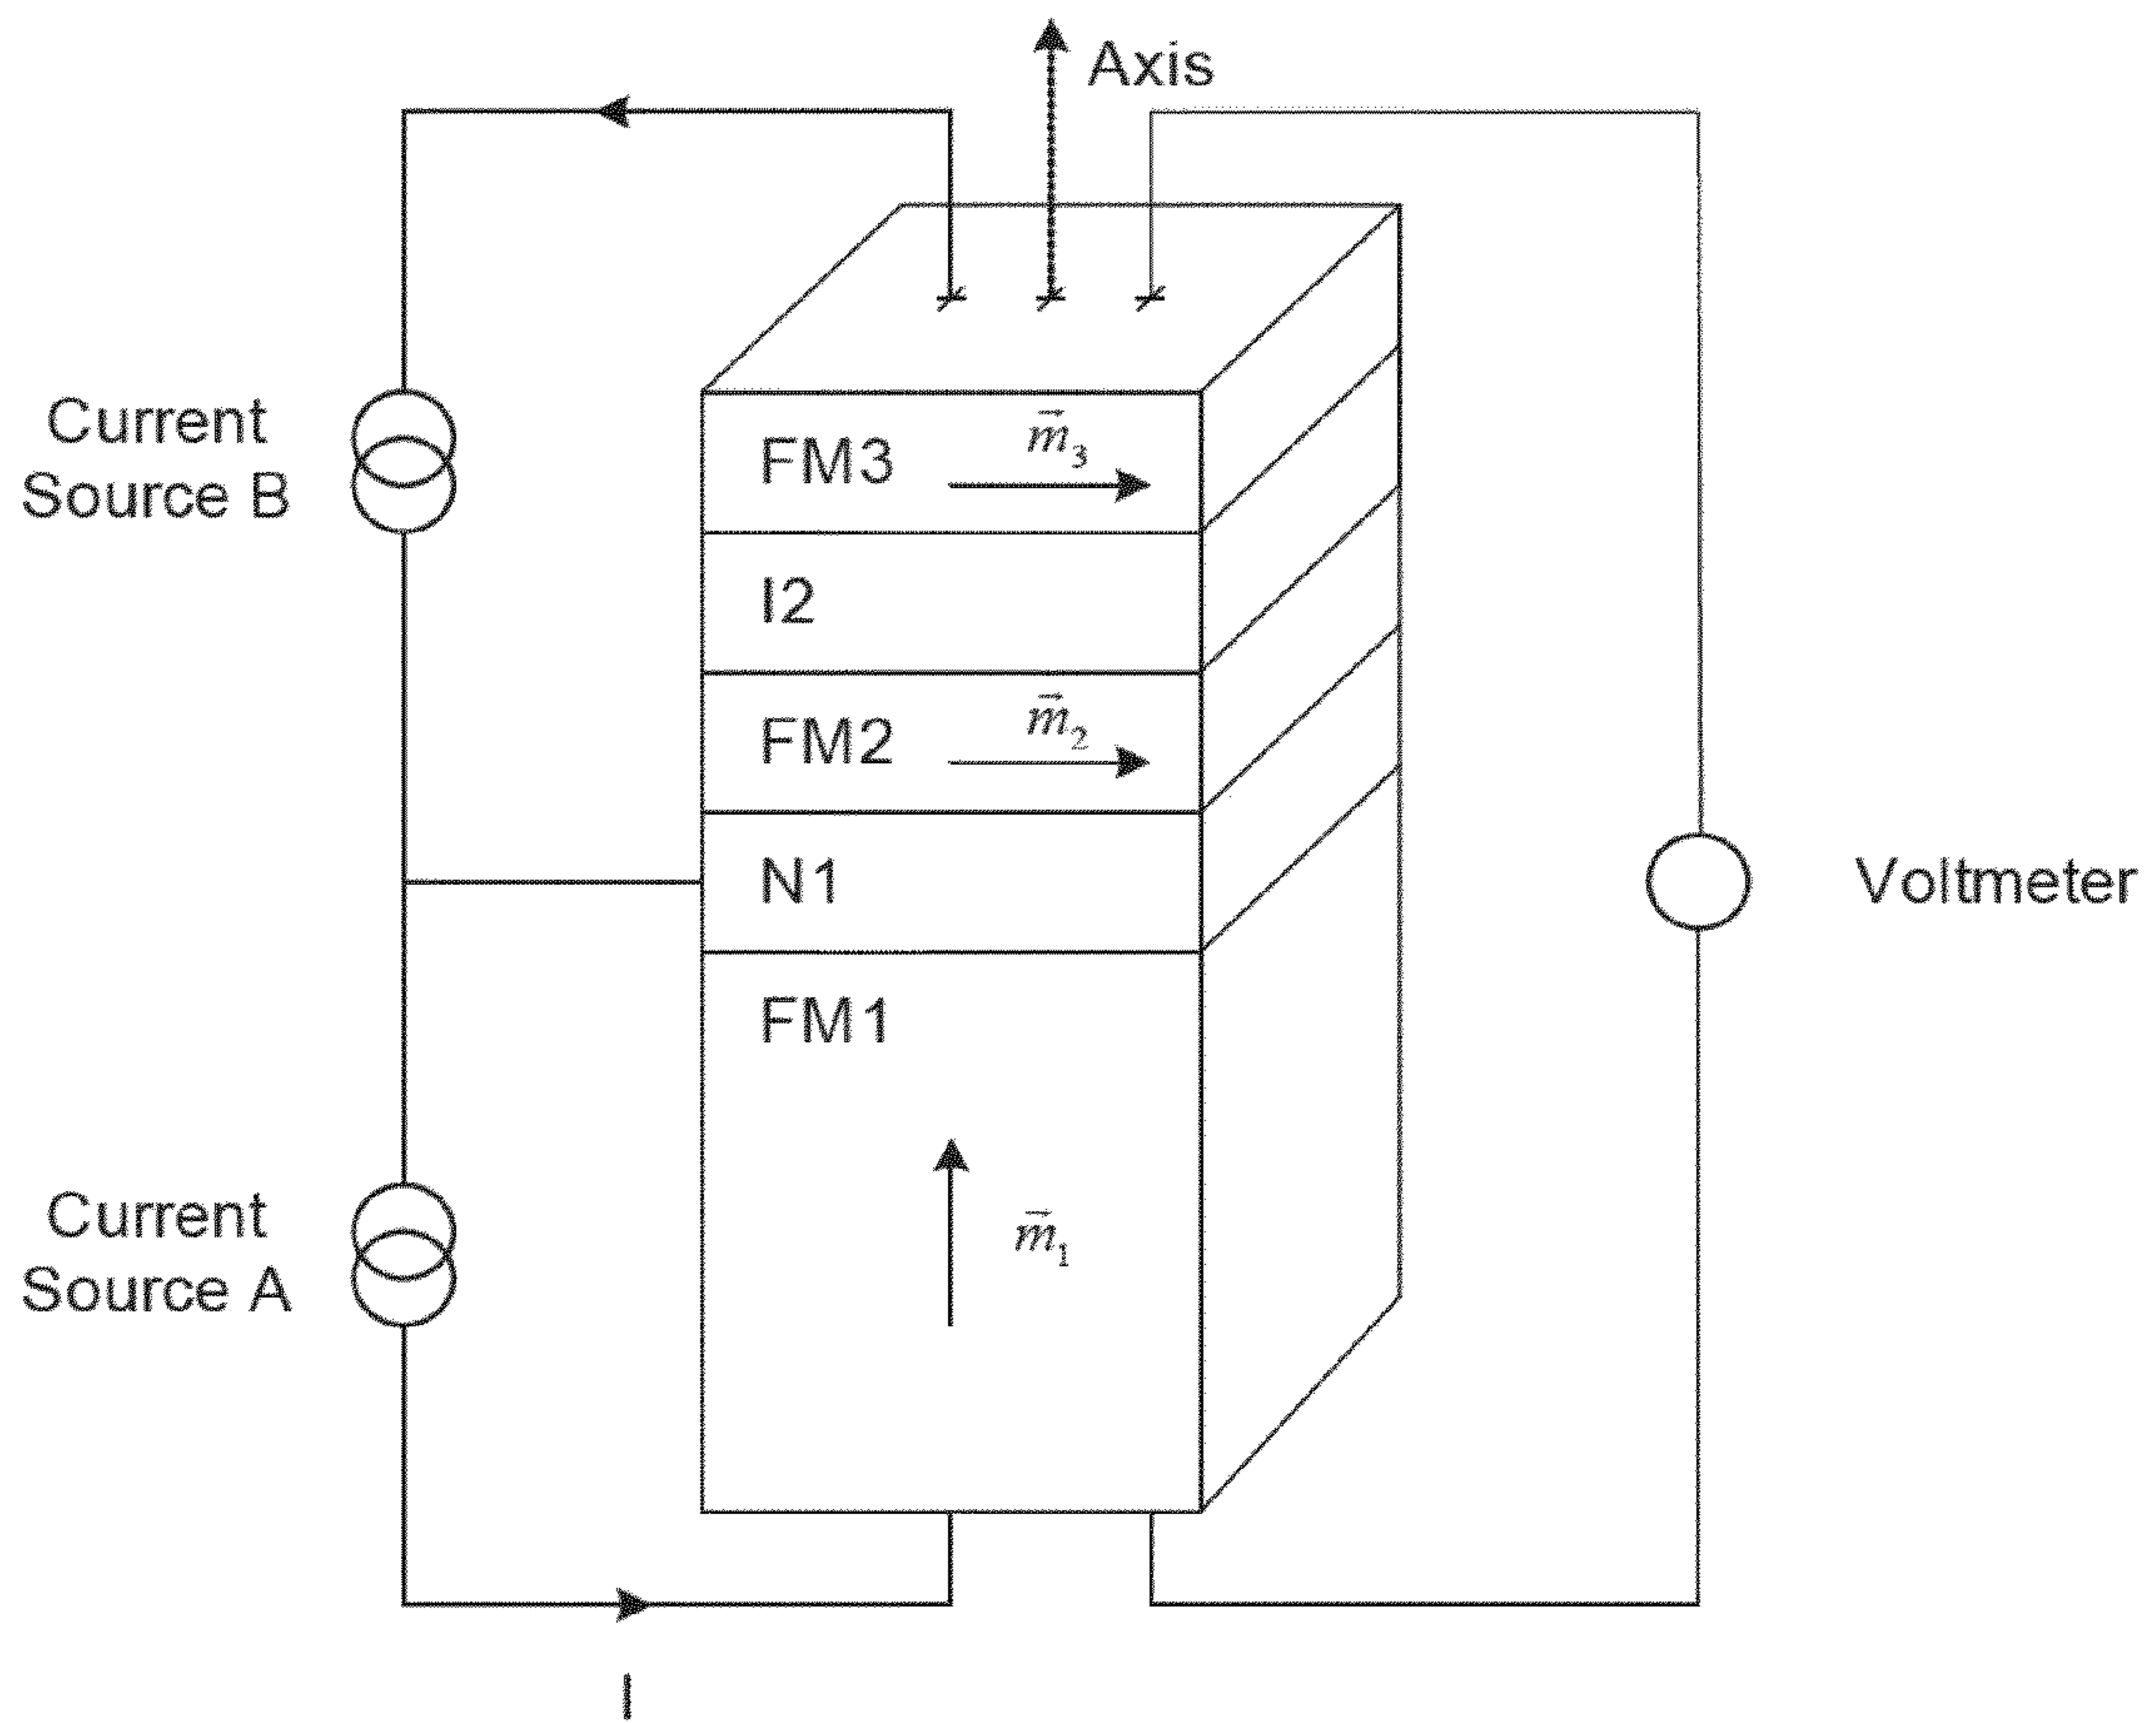 Axis
Current
Source B
FM3
m⃗₃
I2
FM2
m⃗₂
N1
Voltmeter
FM1
Current
Source A
m⃗₁
I